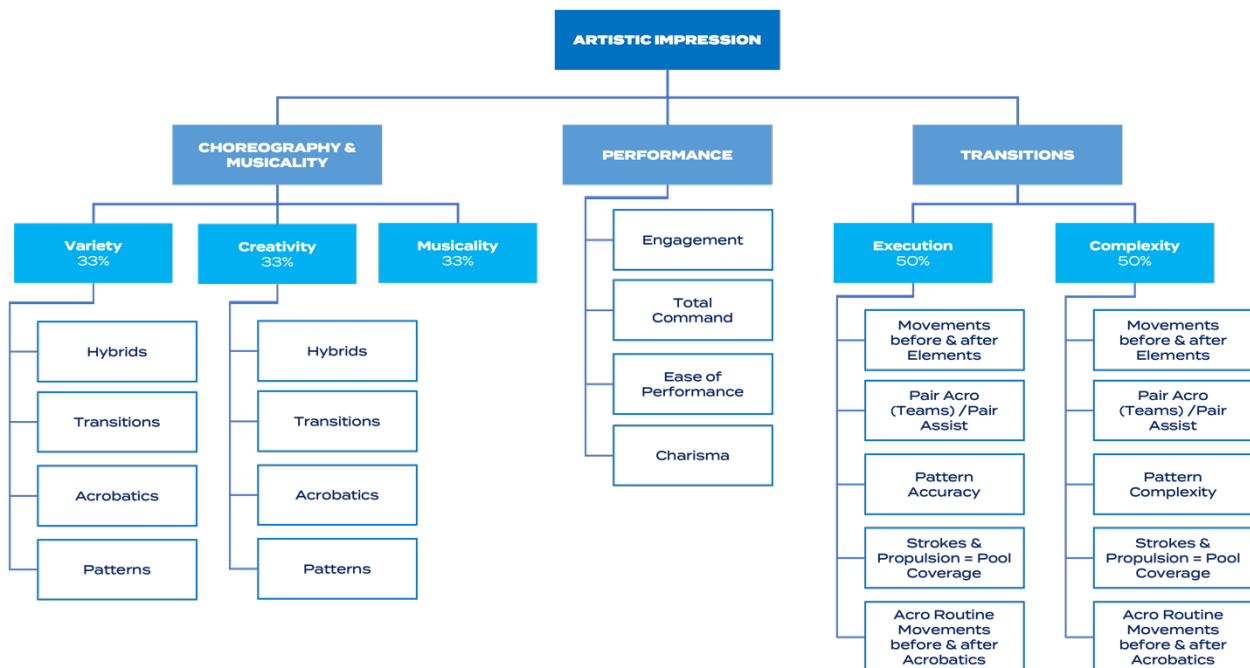 ARTISTIC IMPRESSION
CHOREOGRAPHY &
MUSICALITY
PERFORMANCE
TRANSITIONS
Variety
33%
Creativity
33%
Musicality
33%
Execution
50%
Complexity
50%
Hybrids
Transitions
Acrobatics
Patterns
Hybrids
Transitions
Acrobatics
Patterns
Engagement
Total
Command
Ease of
Performance
Charisma
Movements
before & after
Elements
Pair Acro
(Teams) /Pair
Assist
Pattern
Accuracy
Strokes &
Propulsion = Pool
Coverage
Acro Routine
Movements
before & after
Acrobatics
Movements
before & after
Elements
Pair Acro
(Teams) /Pair
Assist
Pattern
Complexity
Strokes &
Propulsion = Pool
Coverage
Acro Routine
Movements
before & after
Acrobatics